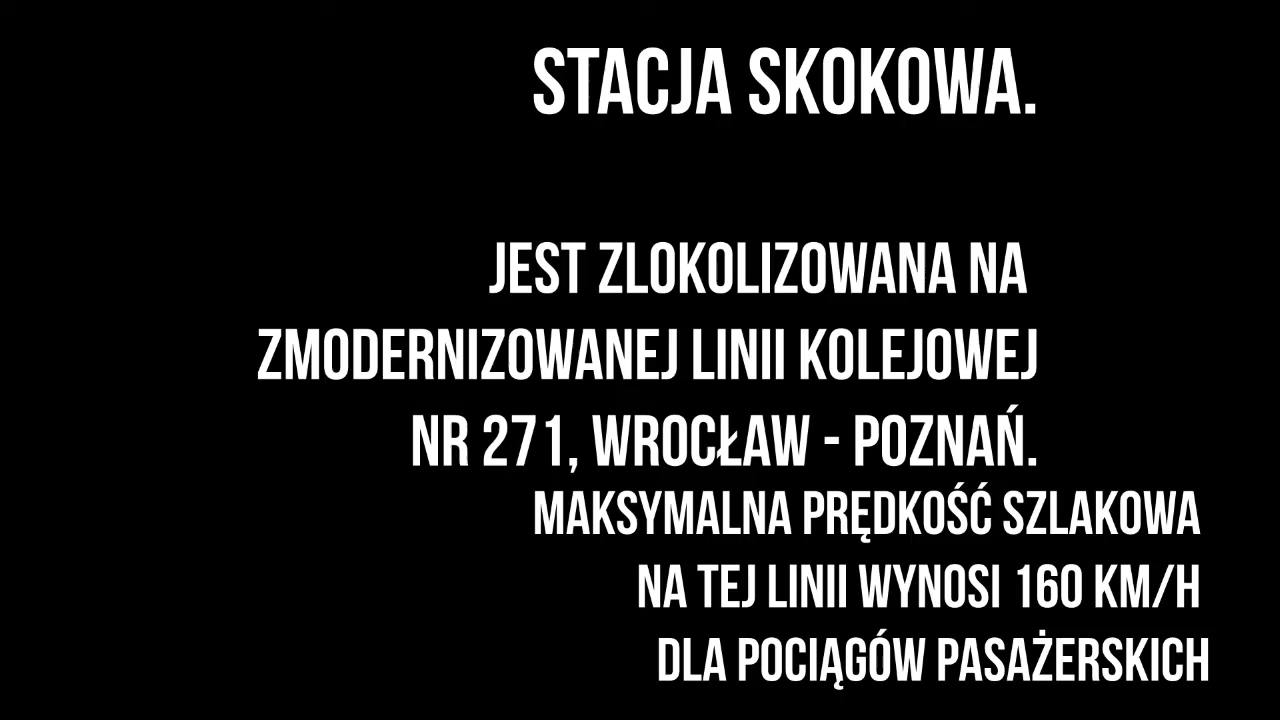 STACJA SKOKOWA.
JEST ZLOKOLIZOWANA NA
ZMODERNIZOWANEJ LINII KOLEJOWEJ
NR 271, WROCŁAW - POZNAŃ.
MAKSYMALNA PRĘDKOŚĆ SZLAKOWA
NA TEJ LINII WYNOSI 160 KM/H
DLA POCIĄGÓW PASAŻERSKICH